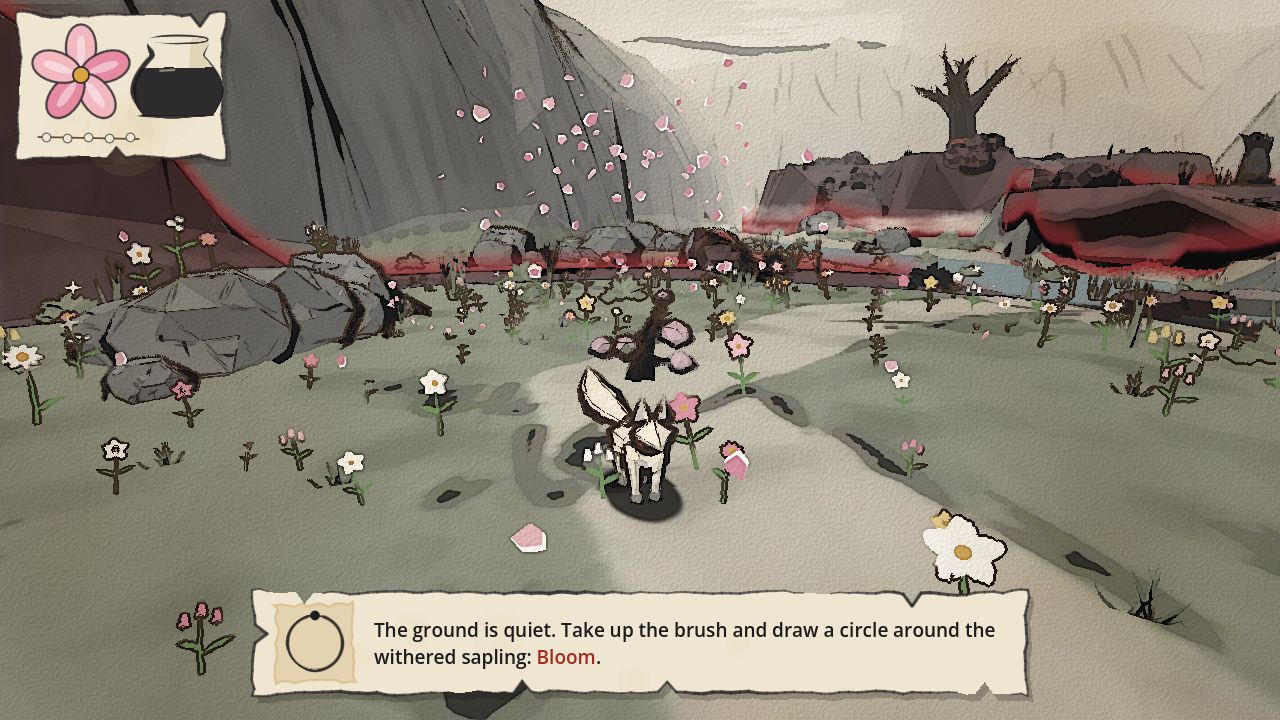 The ground is quiet. Take up the brush and draw a circle around the
withered sapling: Bloom.